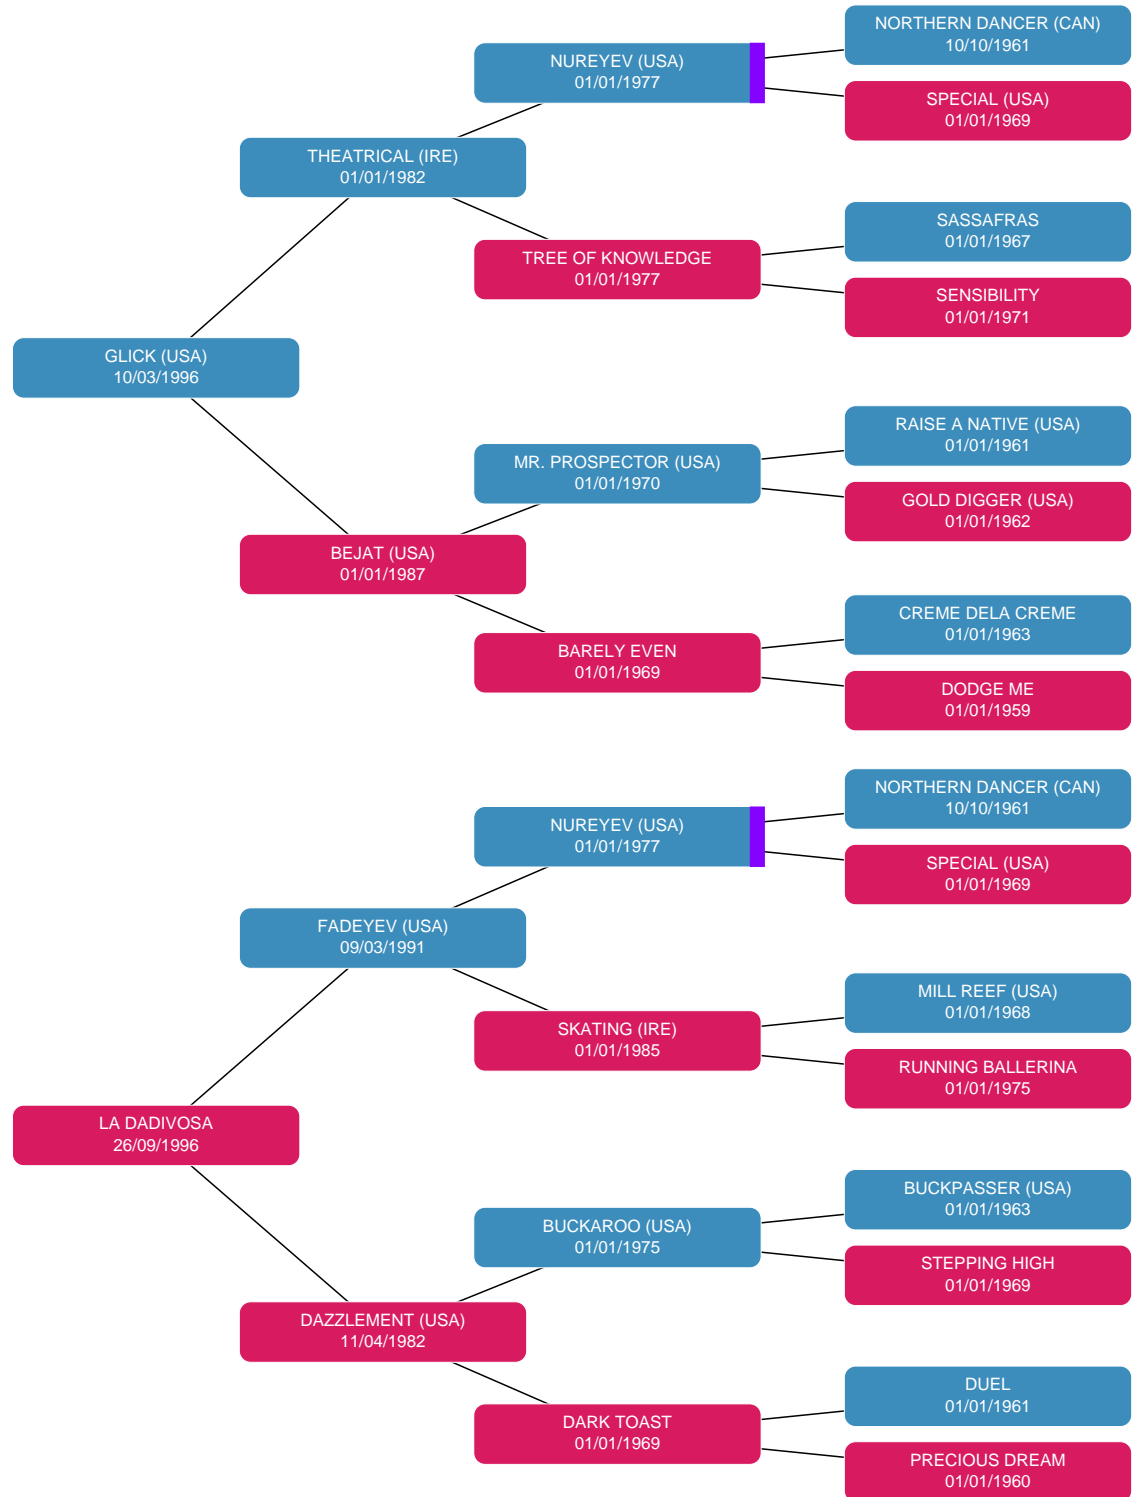 NORTHERN DANCER (CAN)
10/10/1961
NUREYEV (USA)
01/01/1977
SPECIAL (USA)
01/01/1969
THEATRICAL (IRE)
01/01/1982
SASSAFRAS
01/01/1967
TREE OF KNOWLEDGE
01/01/1977
SENSIBILITY
01/01/1971
GLICK (USA)
10/03/1996
RAISE A NATIVE (USA)
01/01/1961
MR. PROSPECTOR (USA)
01/01/1970
GOLD DIGGER (USA)
01/01/1962
BEJAT (USA)
01/01/1987
CREME DELA CREME
01/01/1963
BARELY EVEN
01/01/1969
DODGE ME
01/01/1959
NORTHERN DANCER (CAN)
10/10/1961
NUREYEV (USA)
01/01/1977
SPECIAL (USA)
01/01/1969
FADEYEV (USA)
09/03/1991
MILL REEF (USA)
01/01/1968
SKATING (IRE)
01/01/1985
RUNNING BALLERINA
01/01/1975
LA DADIVOSA
26/09/1996
BUCKPASSER (USA)
01/01/1963
BUCKAROO (USA)
01/01/1975
STEPPING HIGH
01/01/1969
DAZZLEMENT (USA)
11/04/1982
DUEL
01/01/1961
DARK TOAST
01/01/1969
PRECIOUS DREAM
01/01/1960